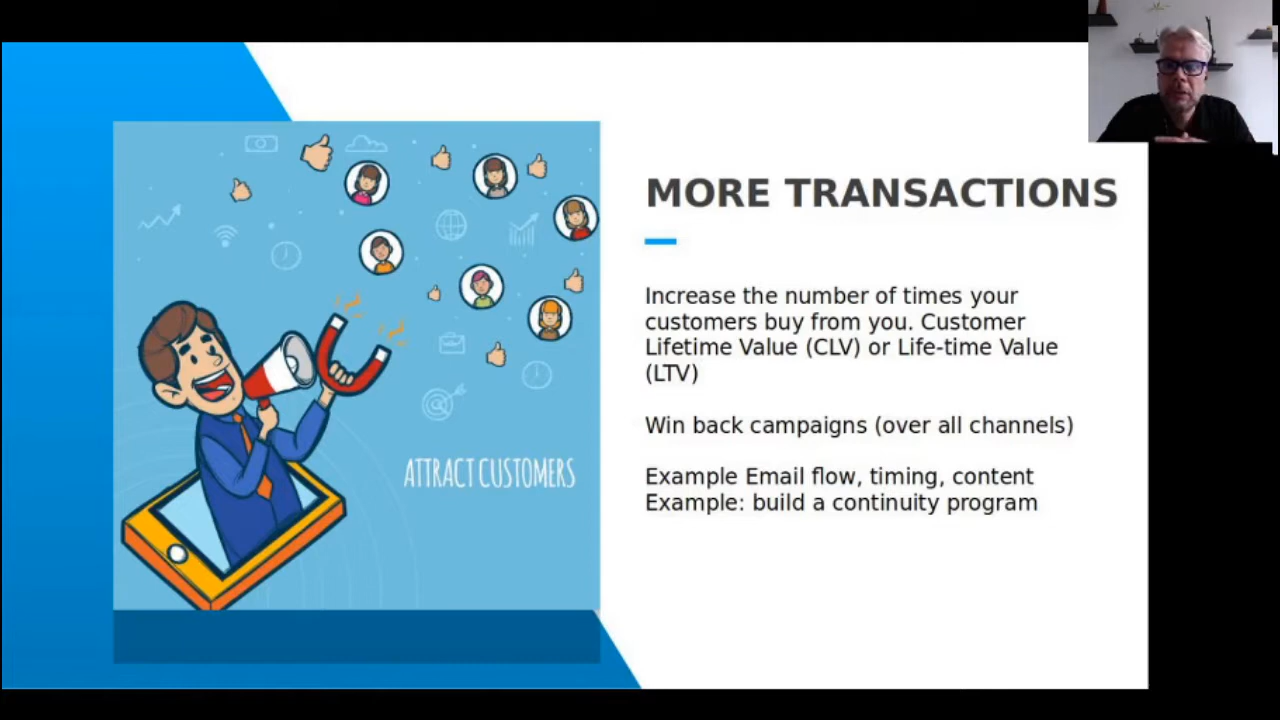 MORE TRANSACTIONS
Increase the number of times your
customers buy from you. Customer
Lifetime Value (CLV) or Life-time Value
(LTV)
Win back campaigns (over all channels)
Example Email flow, timing, content
Example: build a continuity program
ATTRACT CUSTOMERS